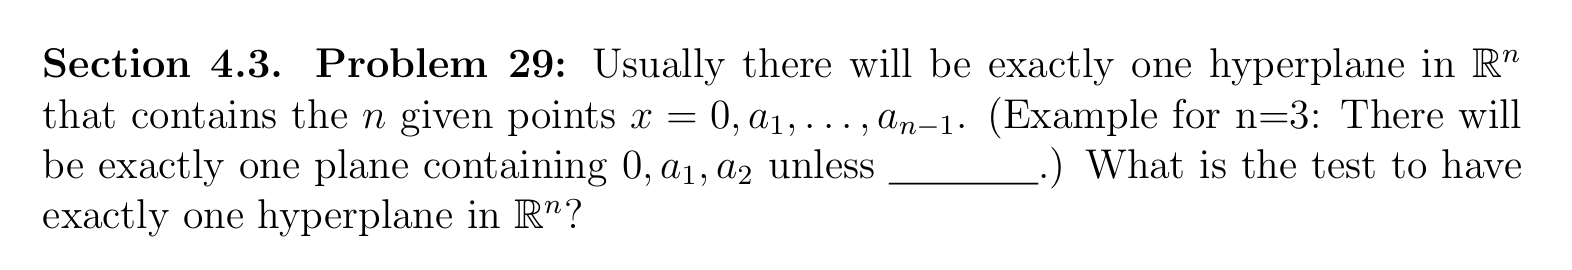 Section 4.3. Problem 29: Usually there will be exactly one hyperplane in ℝⁿ
that contains the n given points x = 0, a₁, . . . , aₙ₋₁. (Example for n=3: There will
be exactly one plane containing 0, a₁, a₂ unless ______.) What is the test to have
exactly one hyperplane in ℝⁿ?